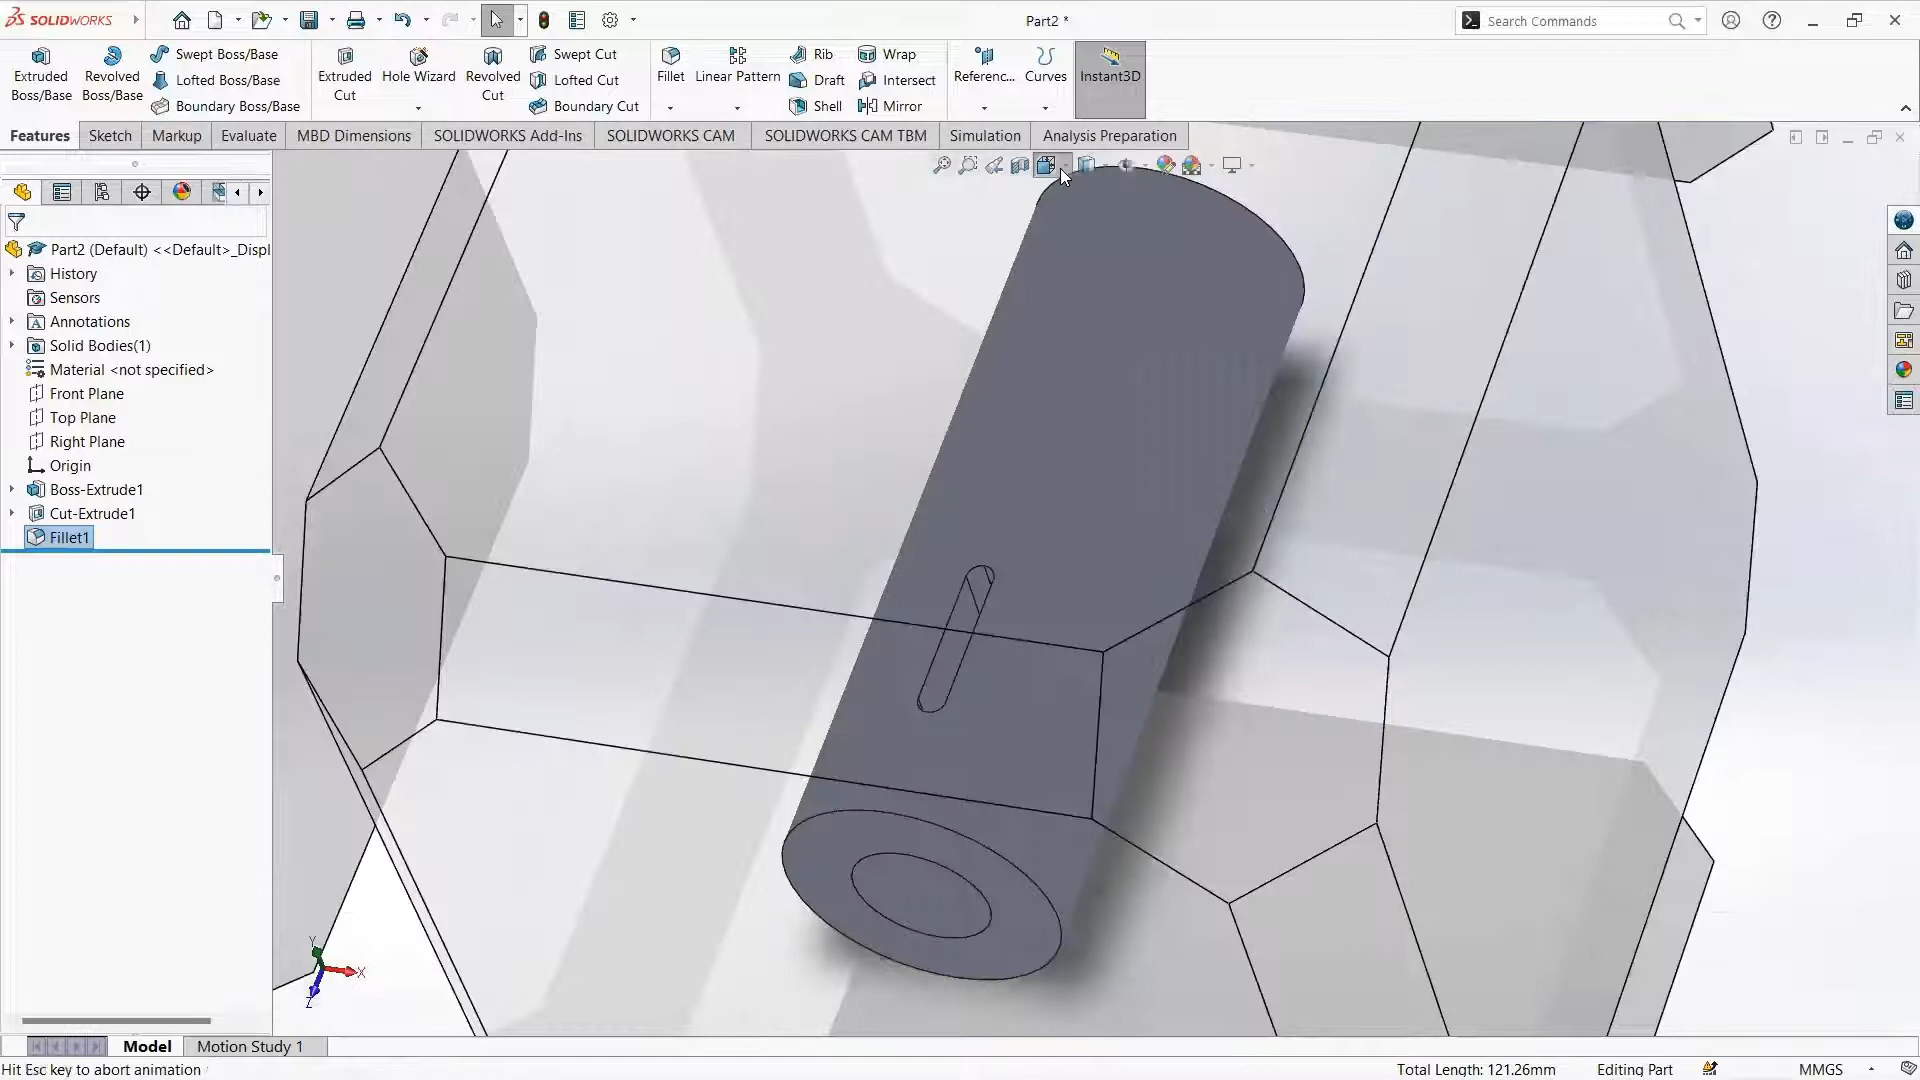 SOLIDWORKS
Part2 *
Search Commands
Extruded Boss/Base
Revolved Boss/Base
Swept Boss/Base
Lofted Boss/Base
Boundary Boss/Base
Extruded Cut
Hole Wizard
Revolved Cut
Swept Cut
Lofted Cut
Boundary Cut
Fillet
Linear Pattern
Rib
Draft
Shell
Wrap
Intersect
Mirror
Referenc...
Curves
Instant3D
Features
Sketch
Markup
Evaluate
MBD Dimensions
SOLIDWORKS Add-Ins
SOLIDWORKS CAM
SOLIDWORKS CAM TBM
Simulation
Analysis Preparation
Part2 (Default) <<Default>_Displ
History
Sensors
Annotations
Solid Bodies(1)
Material <not specified>
Front Plane
Top Plane
Right Plane
Origin
Boss-Extrude1
Cut-Extrude1
Fillet1
Y
X
Z
Model
Motion Study 1
Hit Esc key to abort animation
Total Length: 121.26mm
Editing Part
MMGS